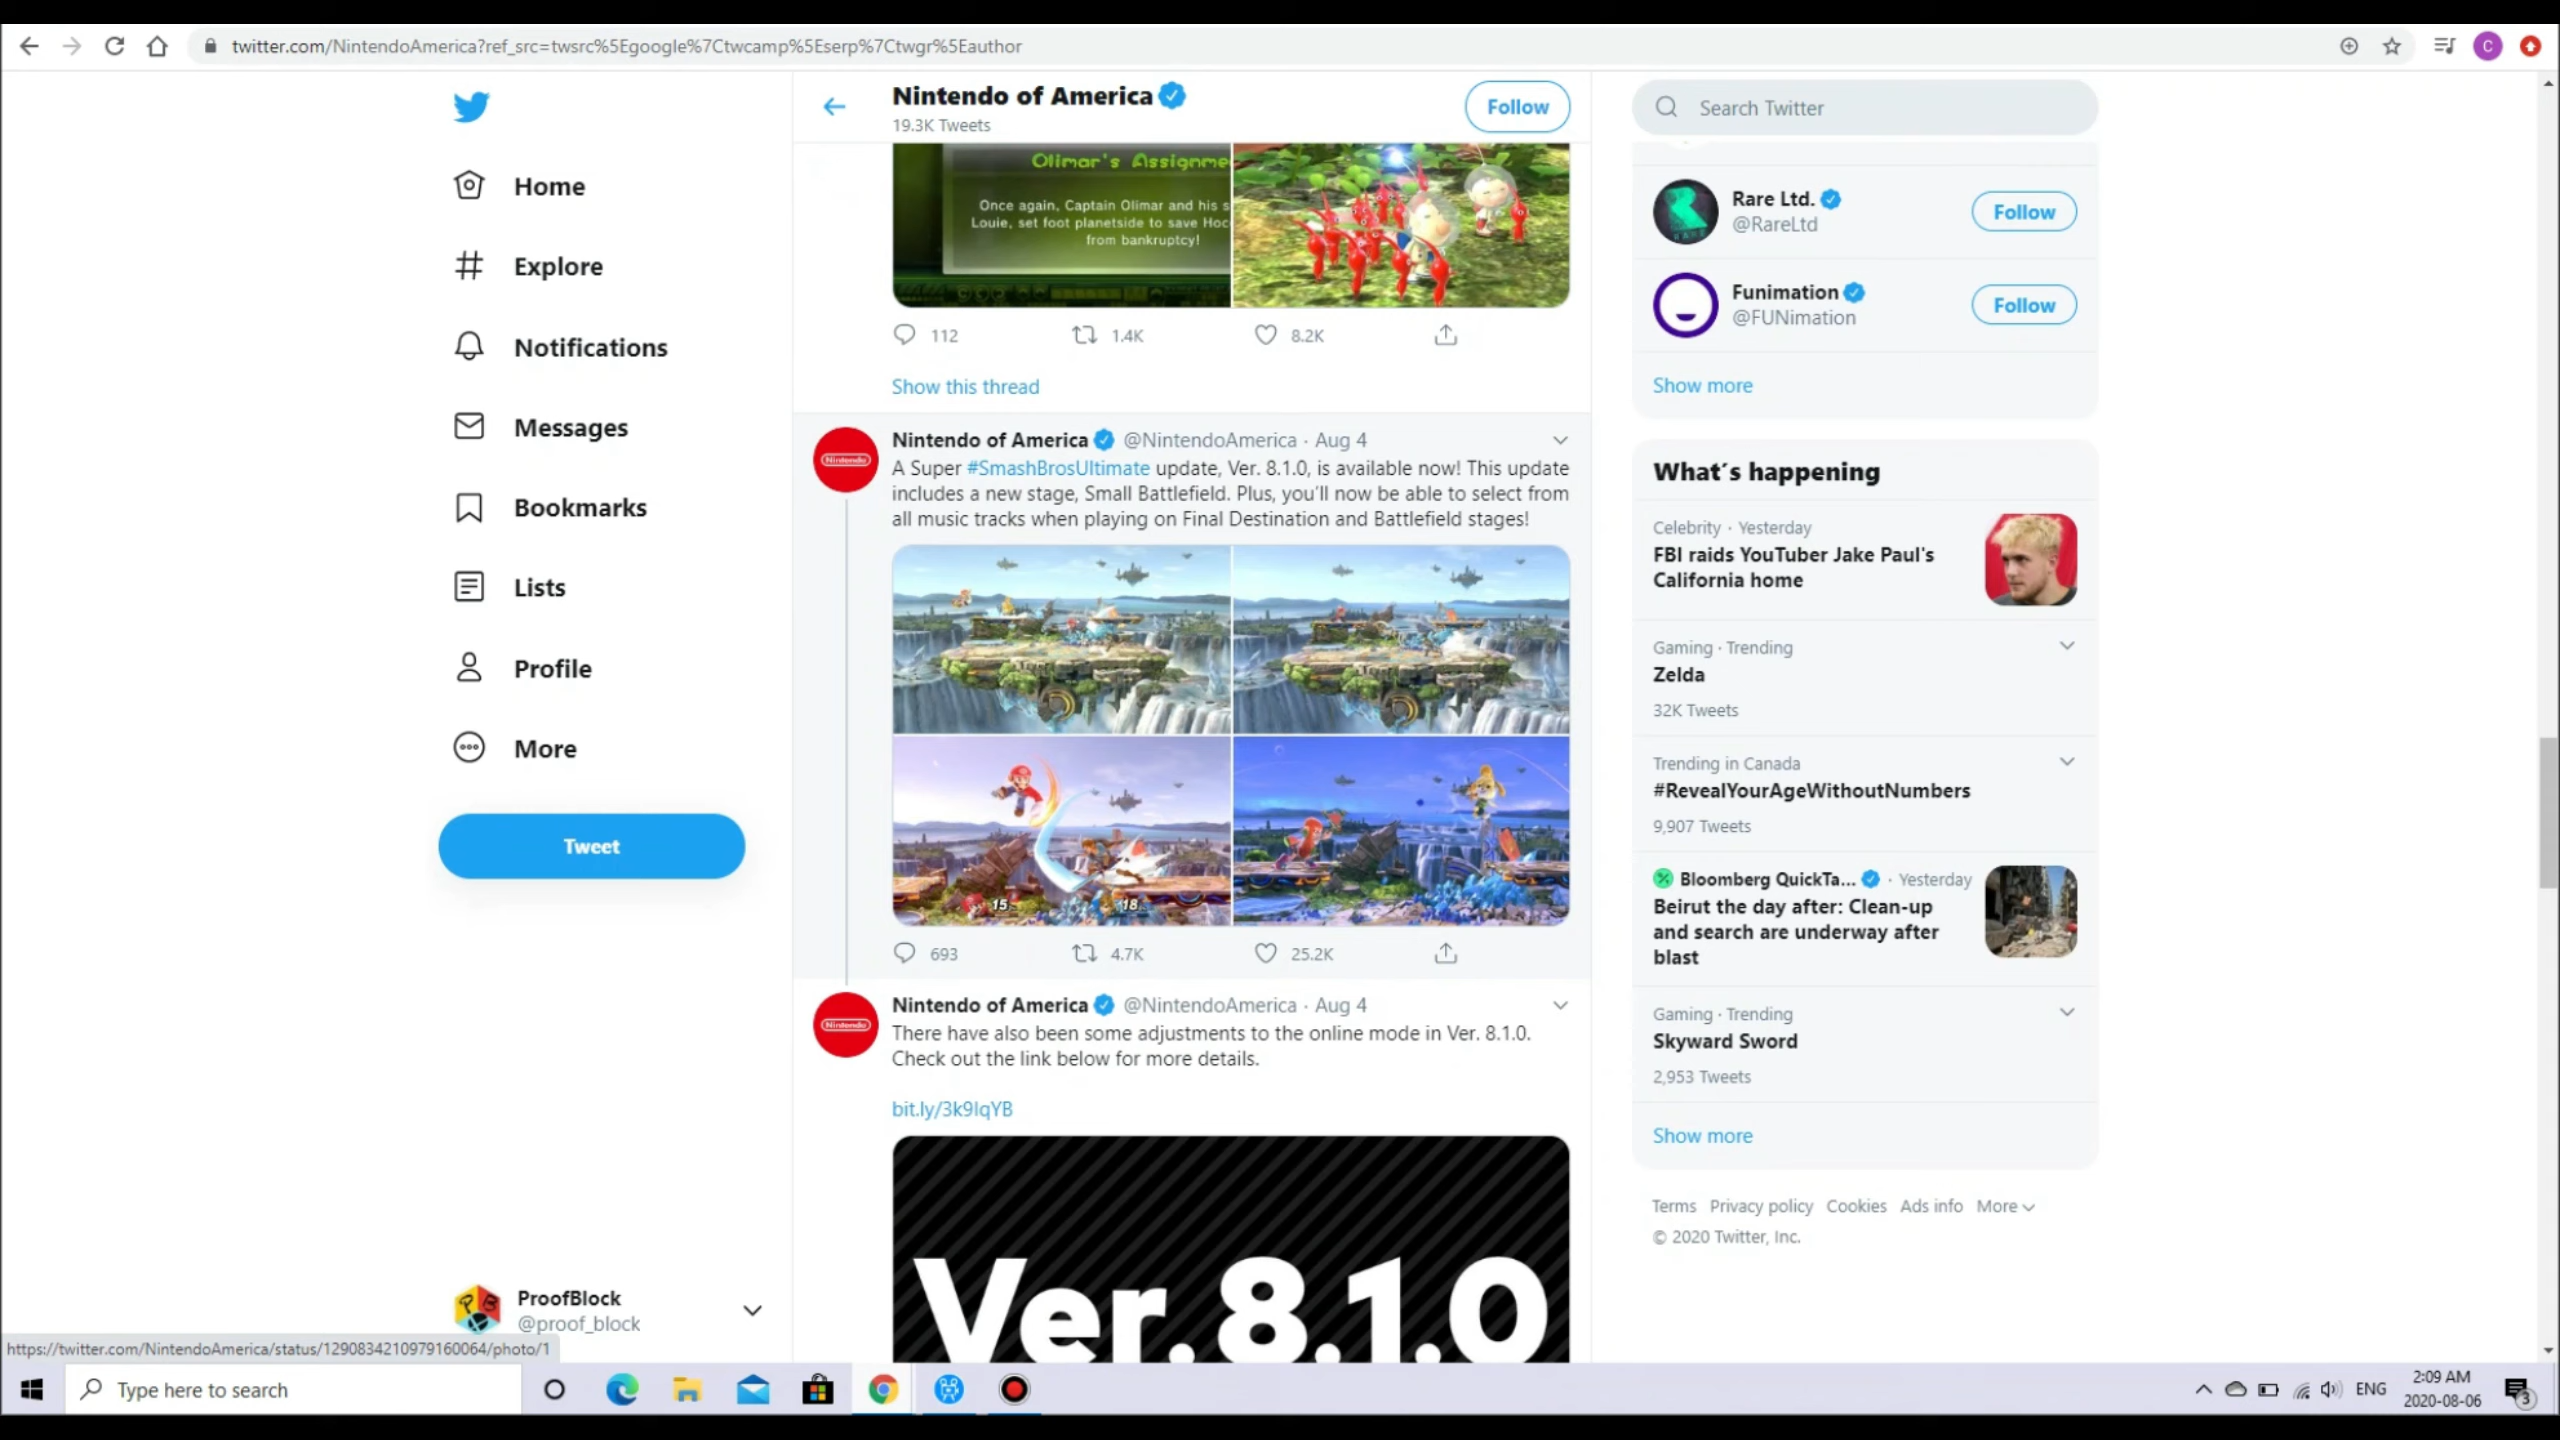 twitter.com/NintendoAmerica?ref_src=twsrc%5Egoogle%7Ctwcamp%5Eserp%7Ctwgr%5Eauthor
C
Home
Explore
Notifications
Messages
Bookmarks
Lists
Profile
More
Tweet
ProofBlock
@proof_block
Nintendo of America
19.3K Tweets
Follow
Olimar's Assignme
Once again, Captain Olimar and his s
Louie, set foot planetside to save Hoc
from bankruptcy!
112 1.4K 8.2K
Show this thread
Nintendo
Nintendo of America @NintendoAmerica · Aug 4
A Super #SmashBrosUltimate update, Ver. 8.1.0, is available now! This update
includes a new stage, Small Battlefield. Plus, you'll now be able to select from
all music tracks when playing on Final Destination and Battlefield stages!
15 18
693 4.7K 25.2K
Nintendo
Nintendo of America @NintendoAmerica · Aug 4
There have also been some adjustments to the online mode in Ver. 8.1.0.
Check out the link below for more details.
bit.ly/3k9IqYB
Ver.8.1.0
Search Twitter
RARE
Rare Ltd.
@RareLtd
Follow
Funimation
@FUNimation
Follow
Show more
What's happening
Celebrity · Yesterday
FBI raids YouTuber Jake Paul's
California home
Gaming · Trending
Zelda
32K Tweets
Trending in Canada
#RevealYourAgeWithoutNumbers
9,907 Tweets
Bloomberg QuickTa... · Yesterday
Beirut the day after: Clean-up
and search are underway after
blast
Gaming · Trending
Skyward Sword
2,953 Tweets
Show more
Terms Privacy policy Cookies Ads info More
© 2020 Twitter, Inc.
https://twitter.com/NintendoAmerica/status/1290834210979160064/photo/1
Type here to search
ENG
2:09 AM
2020-08-06
3